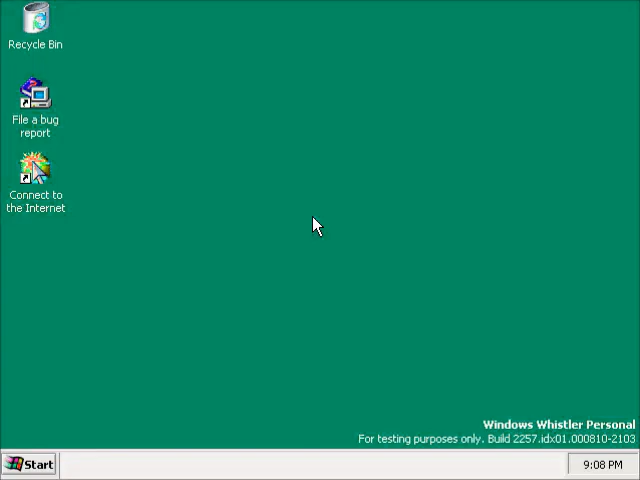 Recycle Bin
File a bug
report
Connect to
the Internet
Windows Whistler Personal
For testing purposes only. Build 2257.idx01.000810-2103
Start
9:08 PM